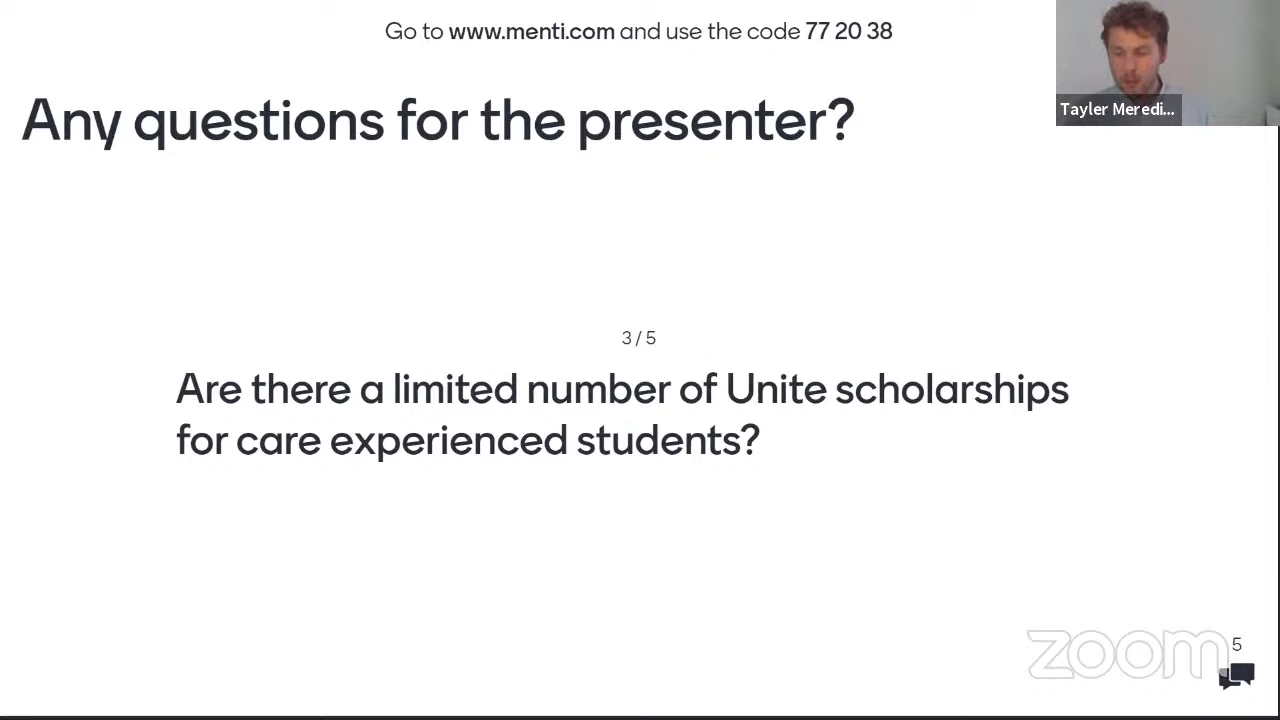 Go to www.menti.com and use the code 77 20 38
Tayler Meredi...
Any questions for the presenter?
3 / 5
Are there a limited number of Unite scholarships
for care experienced students?
zoom
5